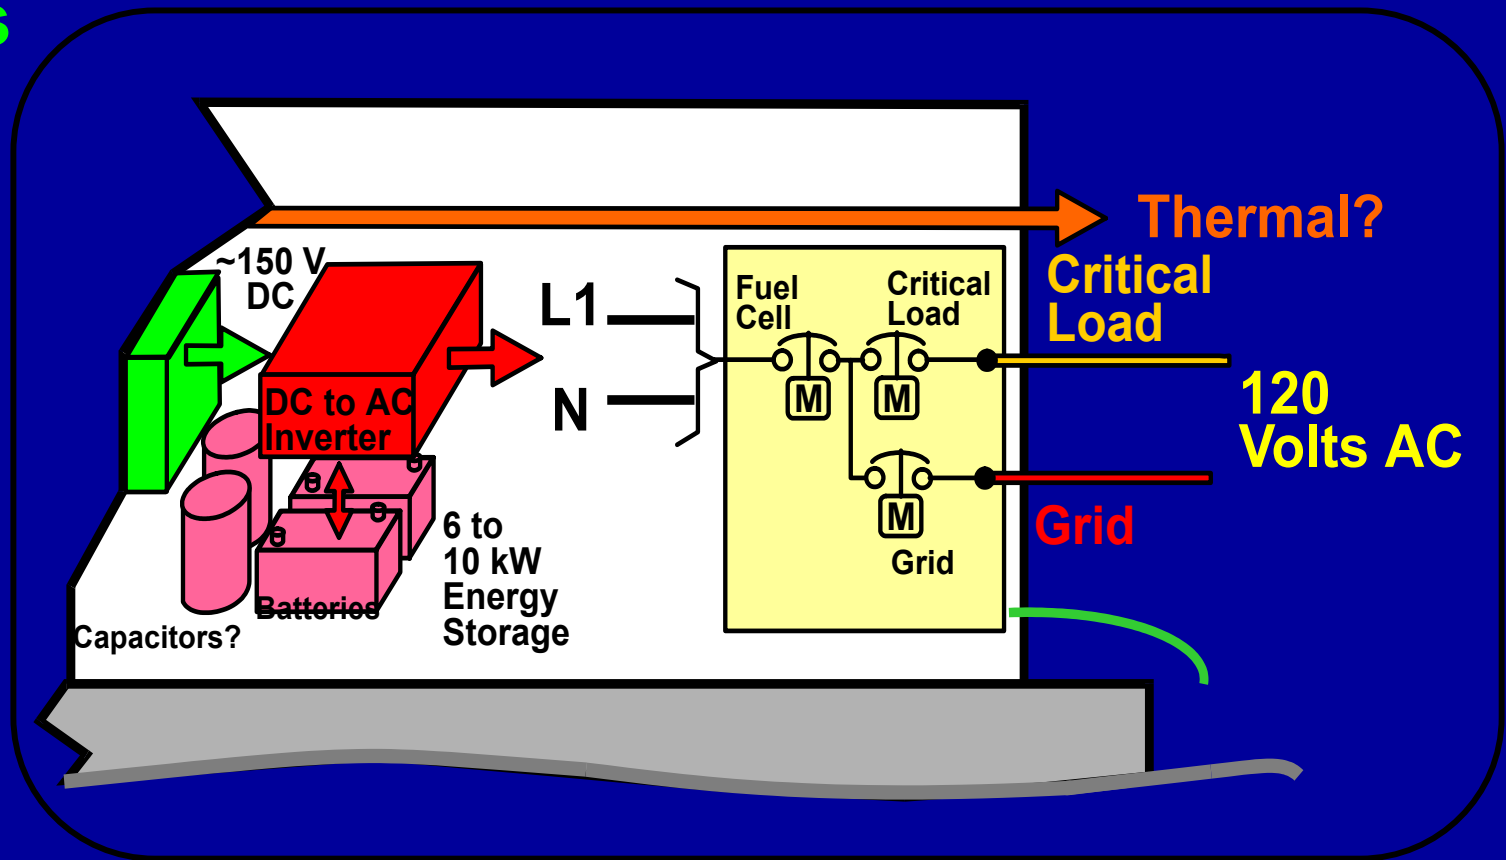 s
Thermal?
~150 V
DC
Critical
Load
Fuel
Cell
Critical
Load
L1
N
M
M
120
Volts AC
DC to AC
Inverter
M
Grid
Grid
6 to
10 kW
Energy
Storage
Batteries
Capacitors?